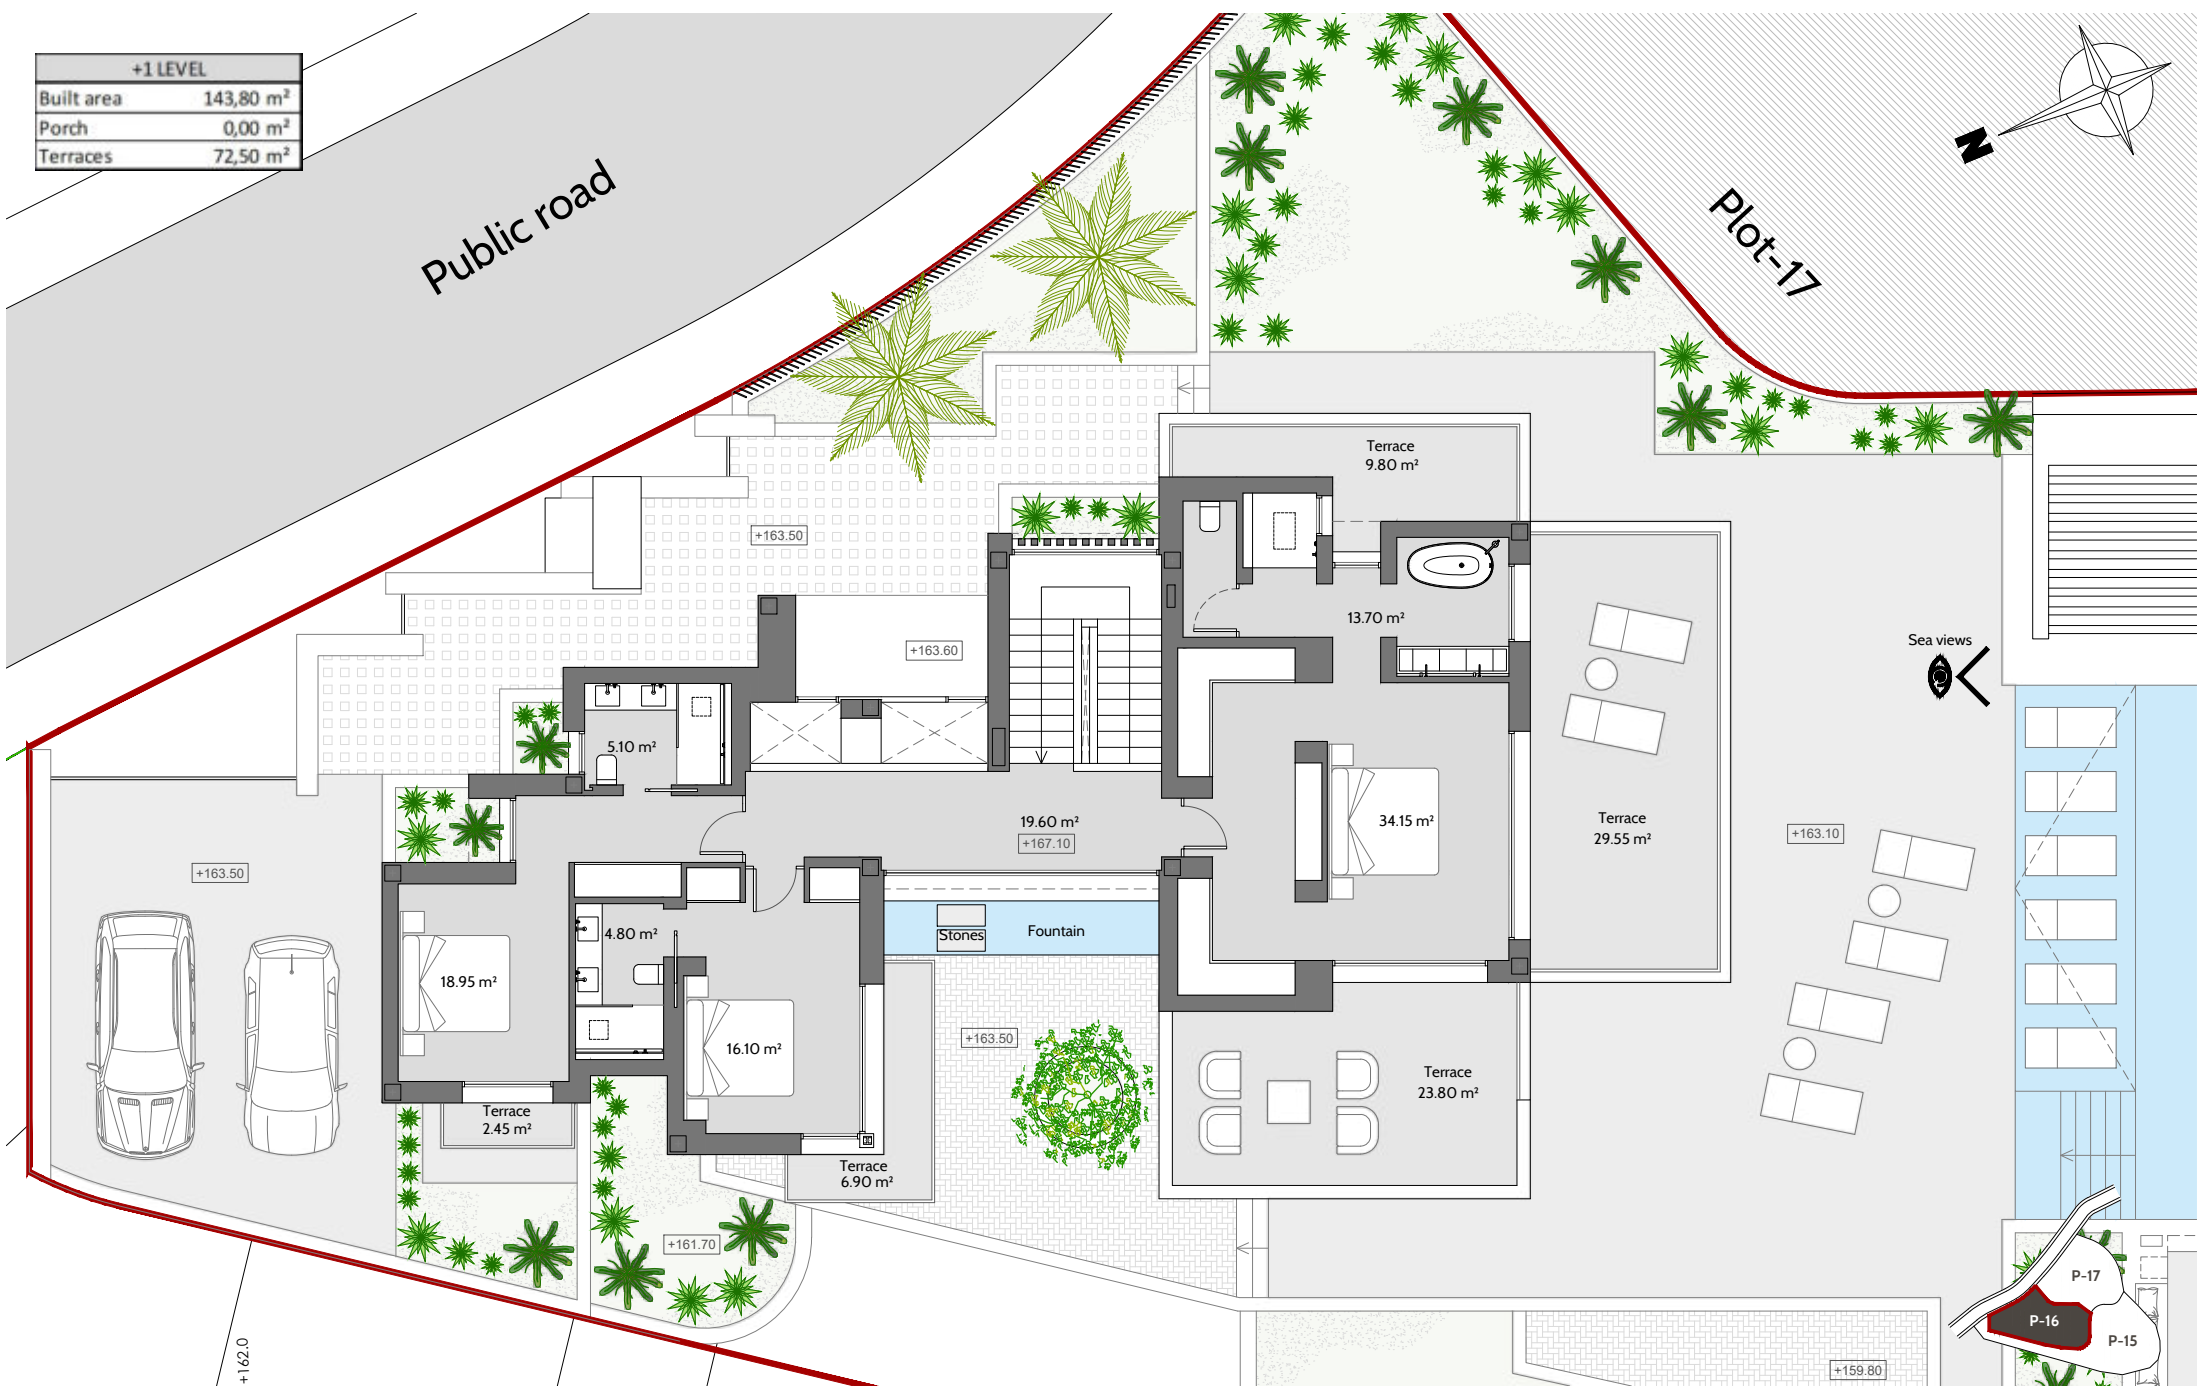 +1 LEVEL
Built area 143,80 m²
Porch 0,00 m²
Terraces 72,50 m²
Public road
N
Plot-17
Terrace
9.80 m²
+163.50
13.70 m²
+163.60
Sea views
5.10 m²
19.60 m²
+167.10
34.15 m²
Terrace
29.55 m²
+163.10
+163.50
4.80 m²
Stones
Fountain
18.95 m²
16.10 m²
+163.50
Terrace
23.80 m²
Terrace
2.45 m²
Terrace
6.90 m²
+161.70
+162.0
P-17
P-16
P-15
+159.80